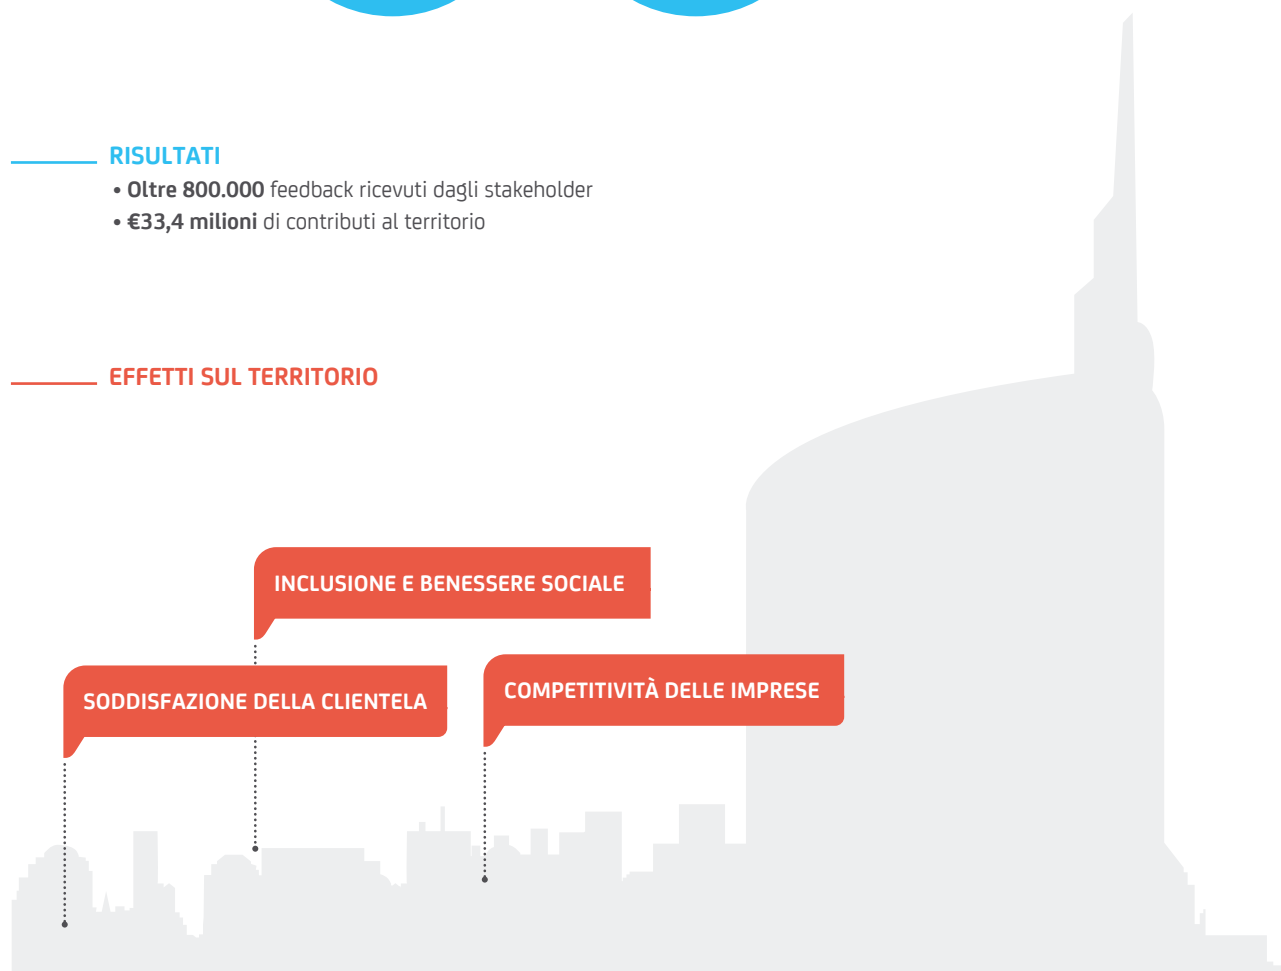 RISULTATI
• Oltre 800.000 feedback ricevuti dagli stakeholder
• €33,4 milioni di contributi al territorio
EFFETTI SUL TERRITORIO
INCLUSIONE E BENESSERE SOCIALE
SODDISFAZIONE DELLA CLIENTELA
COMPETITIVITÀ DELLE IMPRESE